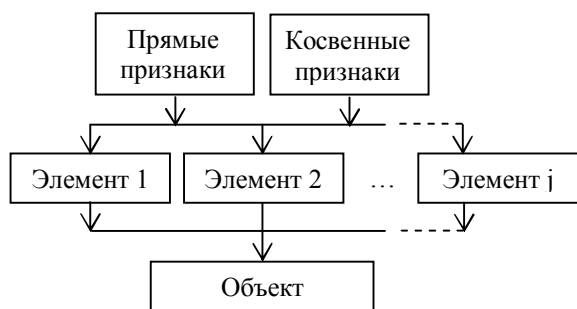 Прямые
признаки
Косвенные
признаки
Элемент 1
Элемент 2
...
Элемент j
Объект